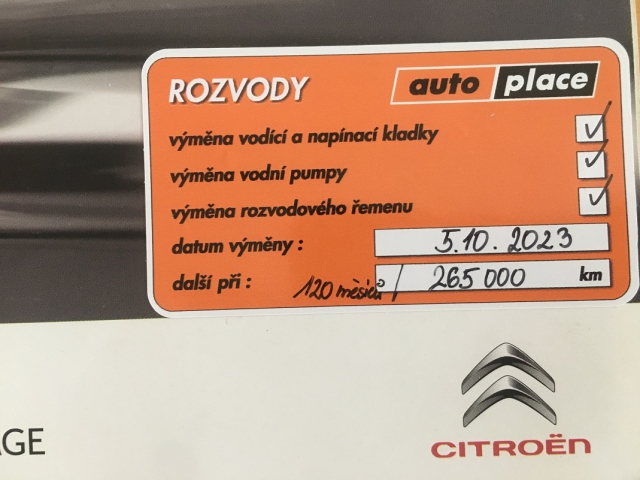 ROZVODY
auto place
výměna vodící a napínací kladky
výměna vodní pumpy
výměna rozvodového řemenu
datum výměny : 5.10.2023
další při : 120 měsíců / 265 000 km
AGE
CITROËN